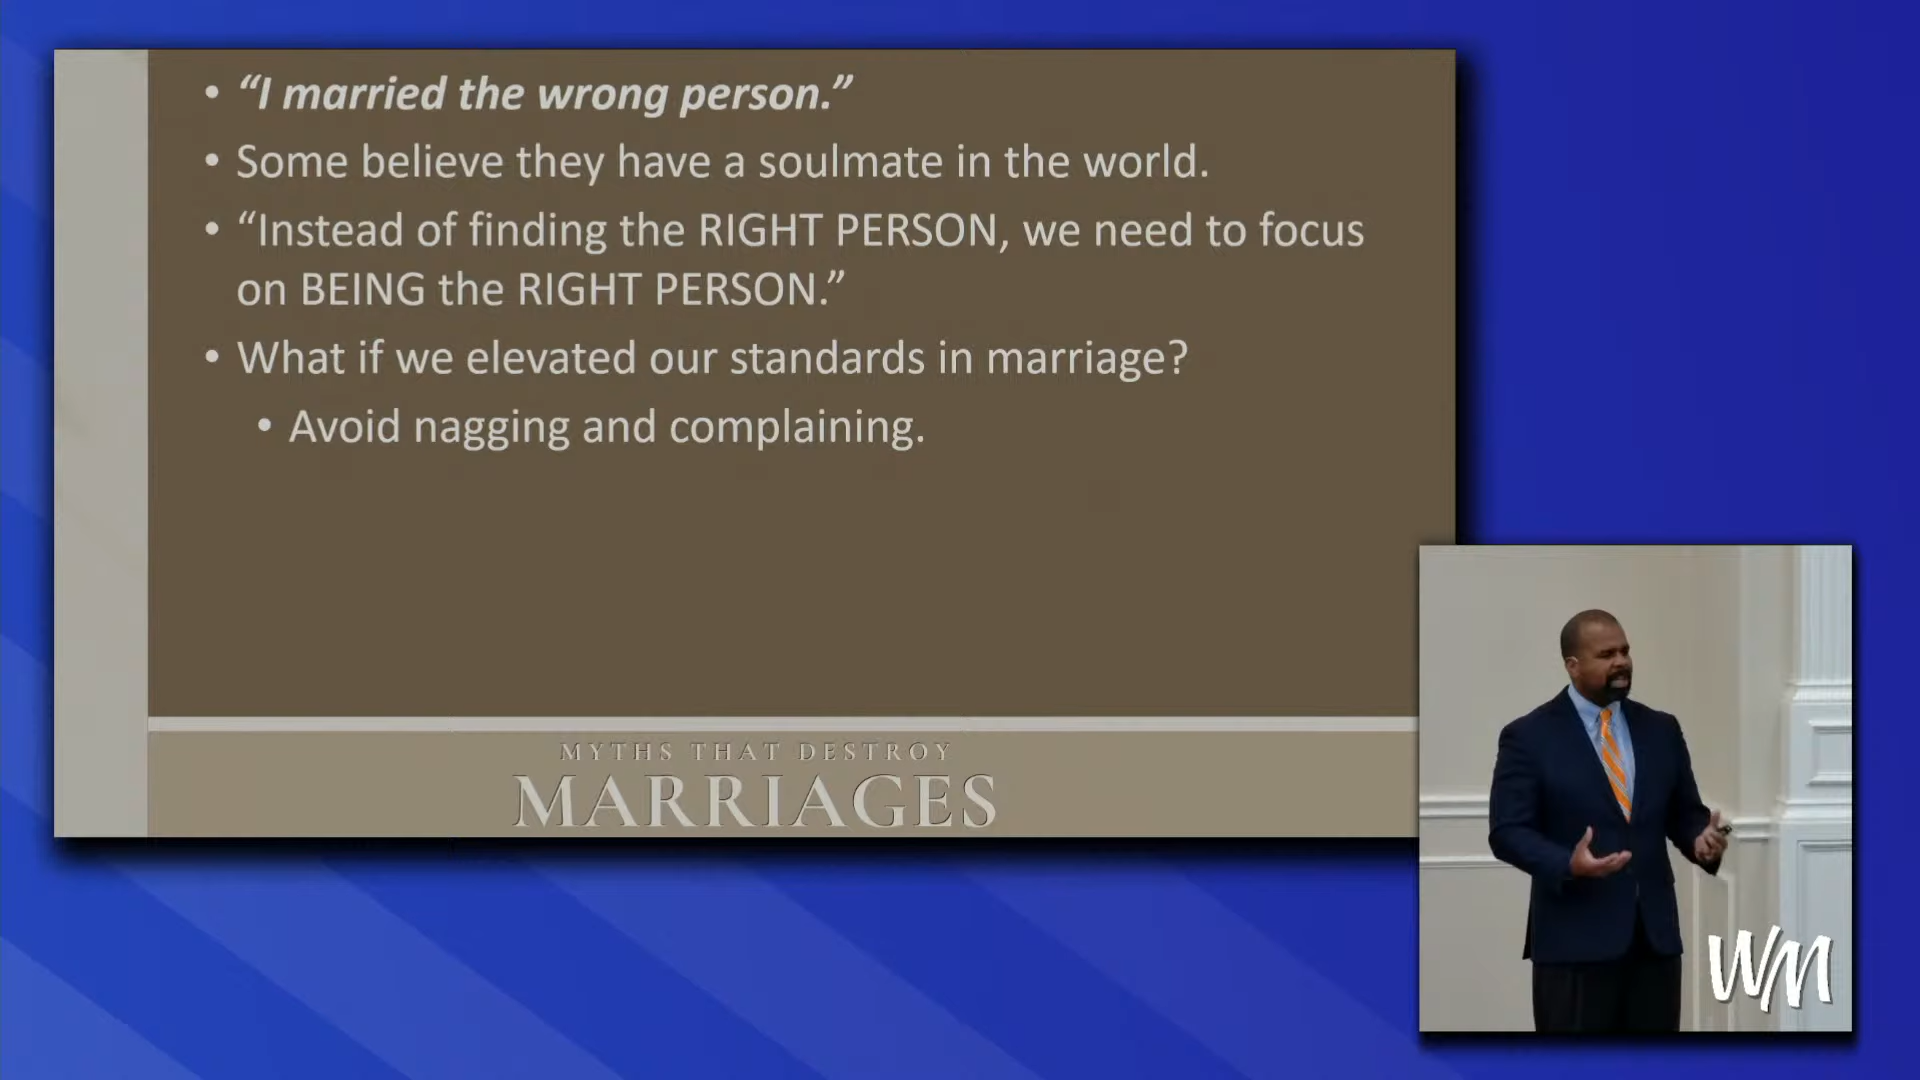 • “I married the wrong person.”
• Some believe they have a soulmate in the world.
• “Instead of finding the RIGHT PERSON, we need to focus
on BEING the RIGHT PERSON.”
• What if we elevated our standards in marriage?
• Avoid nagging and complaining.
MYTHS THAT DESTROY
MARRIAGES
WM